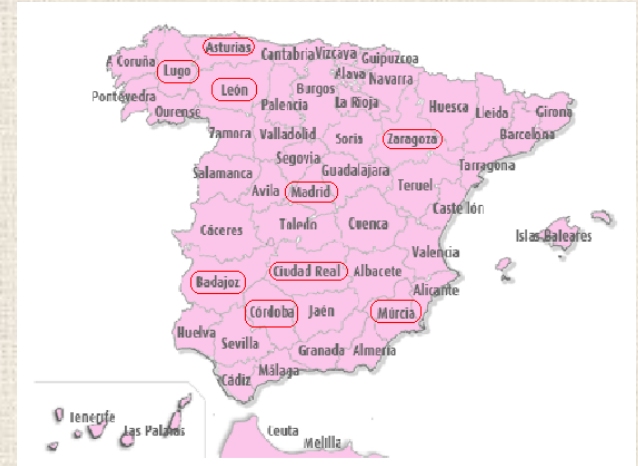 Asturias
Cantabria
Vizcaya
Guipuzcoa
A Coruña
Lugo
Alava
Navarra
León
Burgos
Pontevedra
Palencia
La Rioja
Huesca
Lleida
Girona
Ourense
Zamora
Valladolid
Soria
Zaragoza
Barcelona
Segovia
Tarragona
Salamanca
Guadalajara
Avila
Madrid
Teruel
Castellón
Cáceres
Toledo
Cuenca
Islas Baleares
Valencia
Badajoz
Ciudad Real
Albacete
Alicante
Córdoba
Jaén
Múrcia
Huelva
Sevilla
Granada
Almería
Málaga
Cádiz
Tenerife
Las Palmas
Ceuta
Melilla